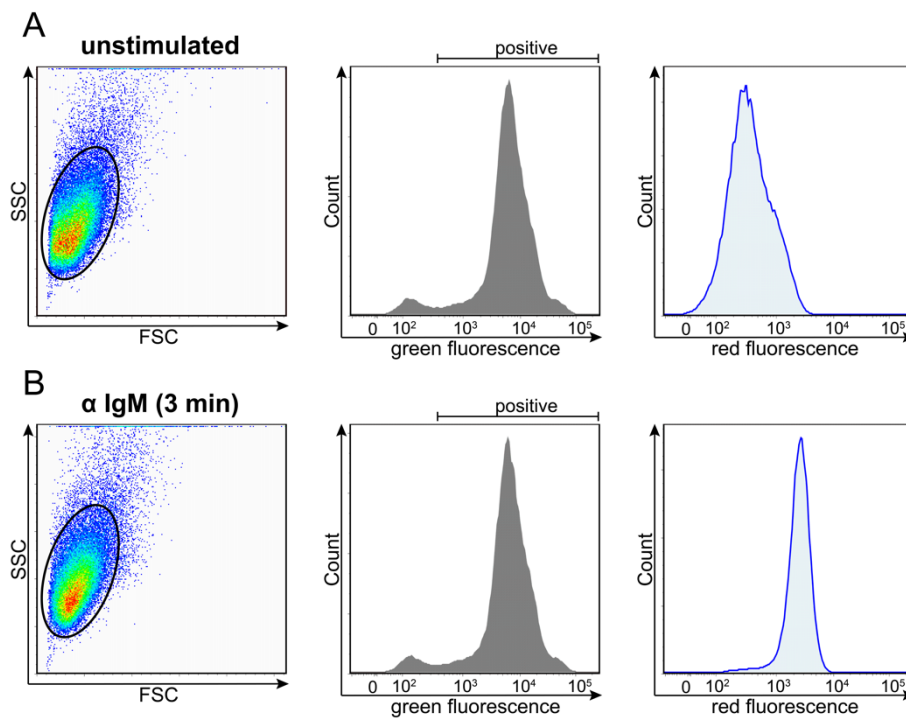 A
unstimulated
SSC
FSC
positive
Count
0 10² 10³ 10⁴ 10⁵
green fluorescence
Count
0 10² 10³ 10⁴ 10⁵
red fluorescence
B
α IgM (3 min)
SSC
FSC
positive
Count
0 10² 10³ 10⁴ 10⁵
green fluorescence
Count
0 10² 10³ 10⁴ 10⁵
red fluorescence